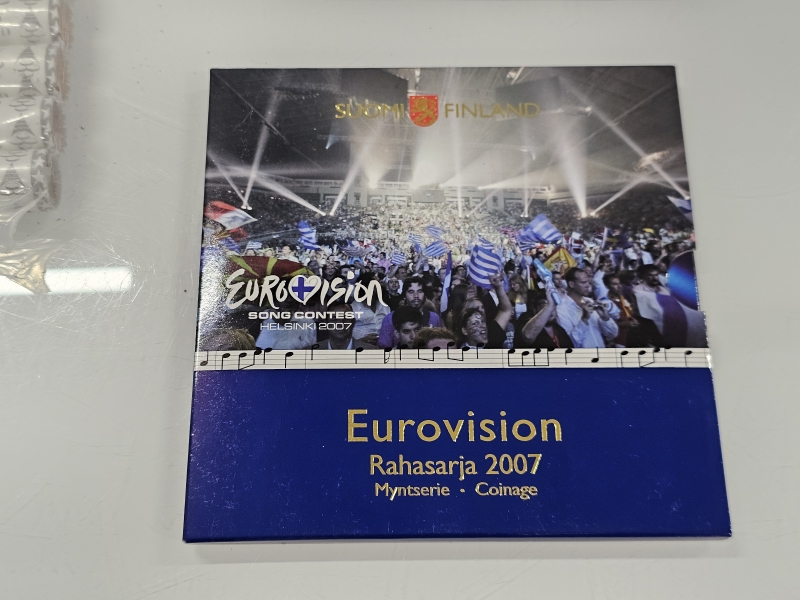 SUOMI FINLAND
EUROVISION
SONG CONTEST
HELSINKI 2007
Eurovision
Rahasarja 2007
Myntserie - Coinage